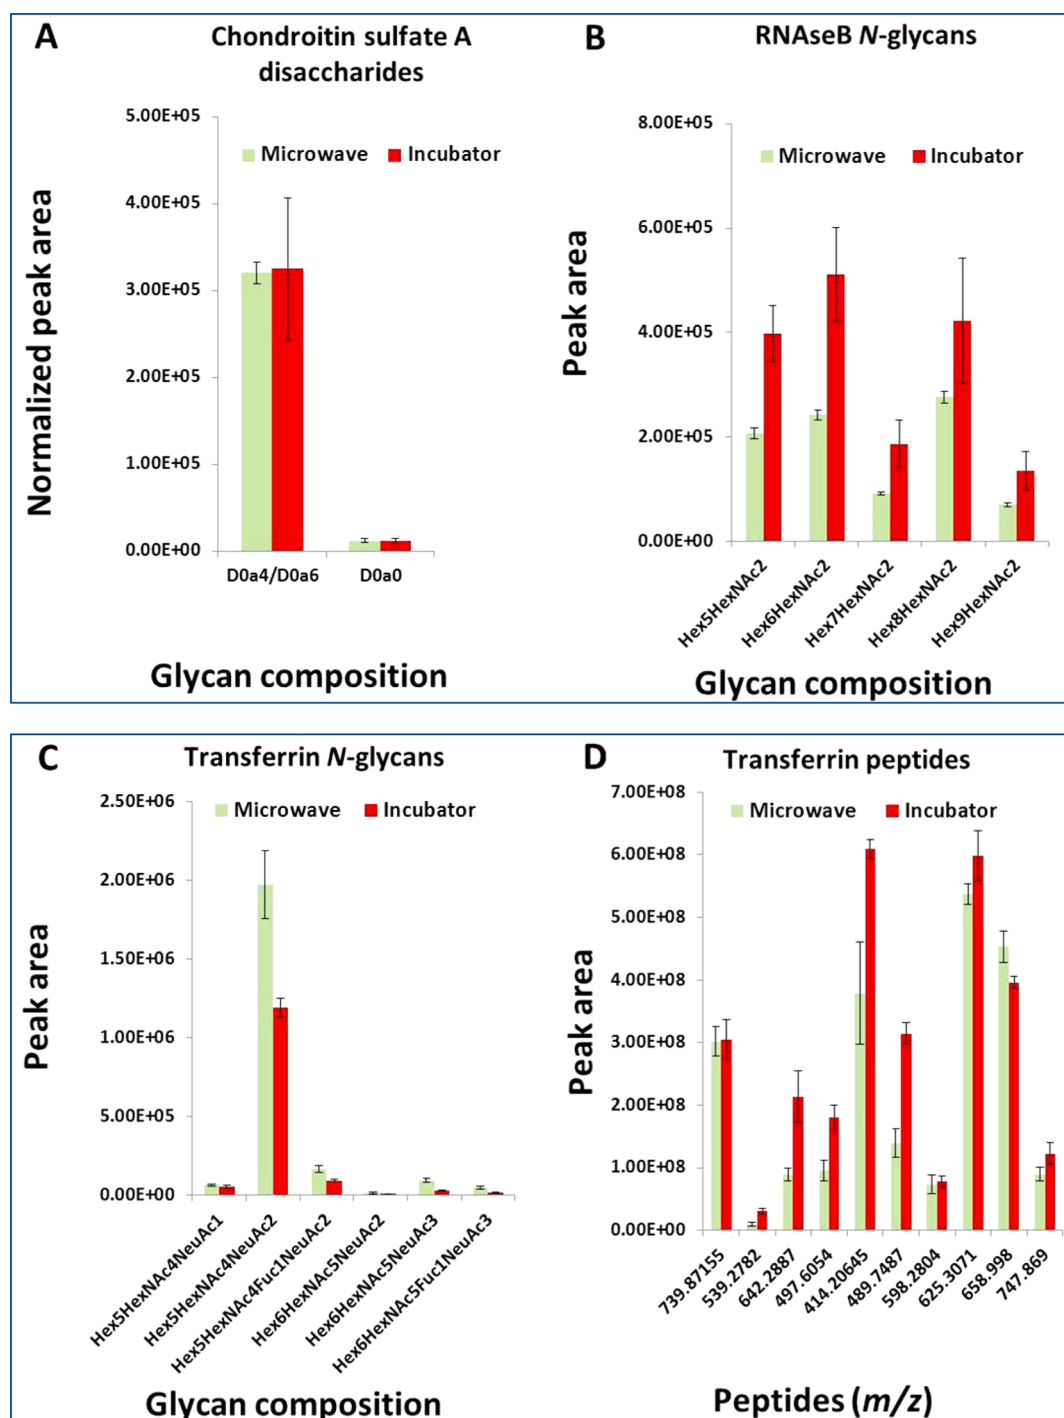 A
Chondroitin sulfate A
disaccharides
5.00E+05
4.00E+05
3.00E+05
2.00E+05
1.00E+05
0.00E+00
Normalized peak area
Microwave
Incubator
D0a4/D0a6
D0a0
Glycan composition
B
RNAseB N-glycans
8.00E+05
6.00E+05
4.00E+05
2.00E+05
0.00E+00
Peak area
Microwave
Incubator
Hex5HexNAc2
Hex6HexNAc2
Hex7HexNAc2
Hex8HexNAc2
Hex9HexNAc2
Glycan composition
C
Transferrin N-glycans
2.50E+06
2.00E+06
1.50E+06
1.00E+06
5.00E+05
0.00E+00
Peak area
Microwave
Incubator
Hex5HexNAc4NeuAc1
Hex5HexNAc4NeuAc2
Hex5HexNAc4Fuc1NeuAc2
Hex6HexNAc5NeuAc2
Hex6HexNAc5NeuAc3
Hex6HexNAc5Fuc1NeuAc3
Glycan composition
D
Transferrin peptides
7.00E+08
6.00E+08
5.00E+08
4.00E+08
3.00E+08
2.00E+08
1.00E+08
0.00E+00
Peak area
Microwave
Incubator
739.87155
539.2782
642.2887
497.6054
414.20645
489.7487
598.2804
625.3071
658.998
747.869
Peptides (m/z)